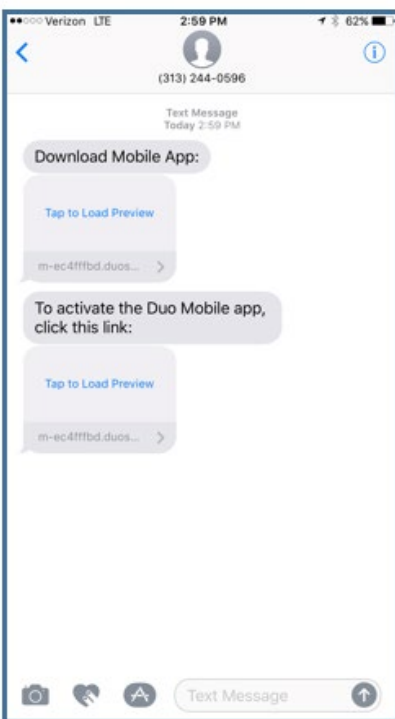 Verizon LTE 2:59 PM 62%
(313) 244-0596
Text Message
Today 2:59 PM
Download Mobile App:
Tap to Load Preview
m-ec4fffbd.duos...
To activate the Duo Mobile app,
click this link:
Tap to Load Preview
m-ec4fffbd.duos...
Text Message